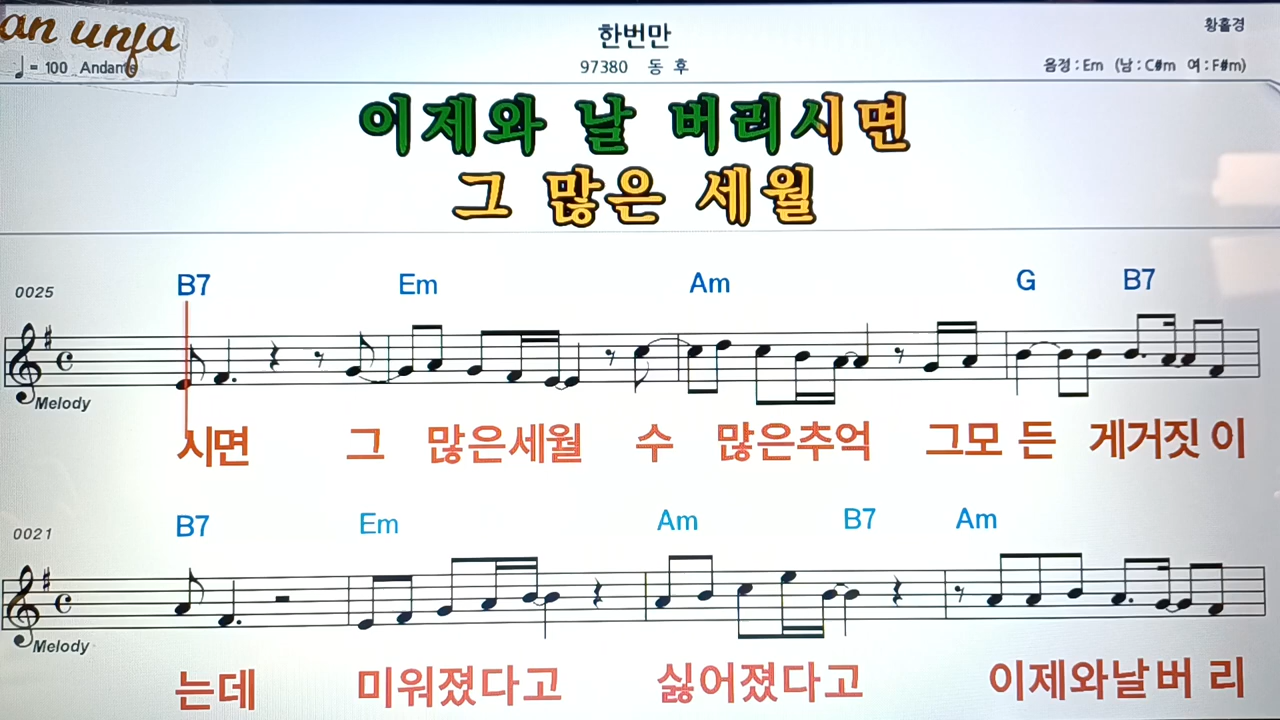 an unfa
한번만
황홀경
♩= 100 Andante
97380 동 후
음정 : Em (남 : C#m 여 : F#m)
이제와 날 버리시면
그 많은 세월
0025
B7 Em Am G B7
Melody
시면 그 많은세월 수 많은추억 그모 든 게거짓 이
0021
B7 Em Am B7 Am
Melody
는데 미워졌다고 싫어졌다고 이제와날버 리